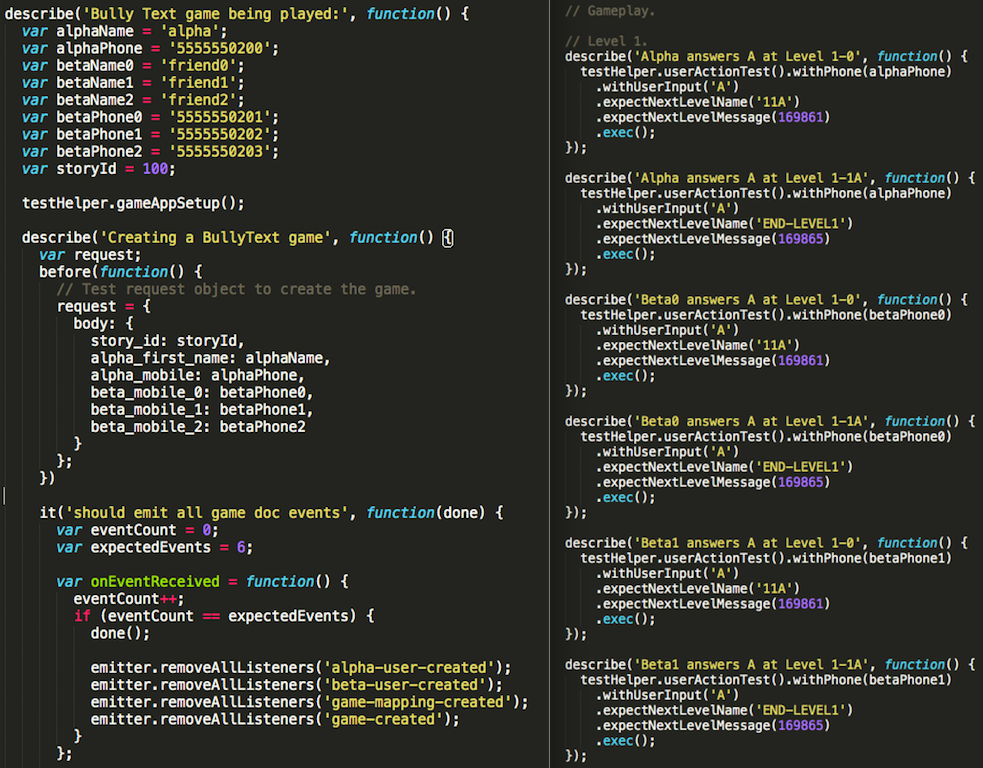 describe('Bully Text game being played:', function() {
  var alphaName = 'alpha';
  var alphaPhone = '5555550200';
  var betaName0 = 'friend0';
  var betaName1 = 'friend1';
  var betaName2 = 'friend2';
  var betaPhone0 = '5555550201';
  var betaPhone1 = '5555550202';
  var betaPhone2 = '5555550203';
  var storyId = 100;

  testHelper.gameAppSetup();

  describe('Creating a BullyText game', function() {
    var request;
    before(function() {
      // Test request object to create the game.
      request = {
        body: {
          story_id: storyId,
          alpha_first_name: alphaName,
          alpha_mobile: alphaPhone,
          beta_mobile_0: betaPhone0,
          beta_mobile_1: betaPhone1,
          beta_mobile_2: betaPhone2
        }
      };
    })

    it('should emit all game doc events', function(done) {
      var eventCount = 0;
      var expectedEvents = 6;

      var onEventReceived = function() {
        eventCount++;
        if (eventCount == expectedEvents) {
          done();

          emitter.removeAllListeners('alpha-user-created');
          emitter.removeAllListeners('beta-user-created');
          emitter.removeAllListeners('game-mapping-created');
          emitter.removeAllListeners('game-created');
        }
      };

// Gameplay.

// Level 1.
describe('Alpha answers A at Level 1-0', function() {
  testHelper.userActionTest().withPhone(alphaPhone)
    .withUserInput('A')
    .expectNextLevelName('11A')
    .expectNextLevelMessage(169861)
    .exec();
});

describe('Alpha answers A at Level 1-1A', function() {
  testHelper.userActionTest().withPhone(alphaPhone)
    .withUserInput('A')
    .expectNextLevelName('END-LEVEL1')
    .expectNextLevelMessage(169865)
    .exec();
});

describe('Beta0 answers A at Level 1-0', function() {
  testHelper.userActionTest().withPhone(betaPhone0)
    .withUserInput('A')
    .expectNextLevelName('11A')
    .expectNextLevelMessage(169861)
    .exec();
});

describe('Beta0 answers A at Level 1-1A', function() {
  testHelper.userActionTest().withPhone(betaPhone0)
    .withUserInput('A')
    .expectNextLevelName('END-LEVEL1')
    .expectNextLevelMessage(169865)
    .exec();
});

describe('Beta1 answers A at Level 1-0', function() {
  testHelper.userActionTest().withPhone(betaPhone1)
    .withUserInput('A')
    .expectNextLevelName('11A')
    .expectNextLevelMessage(169861)
    .exec();
});

describe('Beta1 answers A at Level 1-1A', function() {
  testHelper.userActionTest().withPhone(betaPhone1)
    .withUserInput('A')
    .expectNextLevelName('END-LEVEL1')
    .expectNextLevelMessage(169865)
    .exec();
});